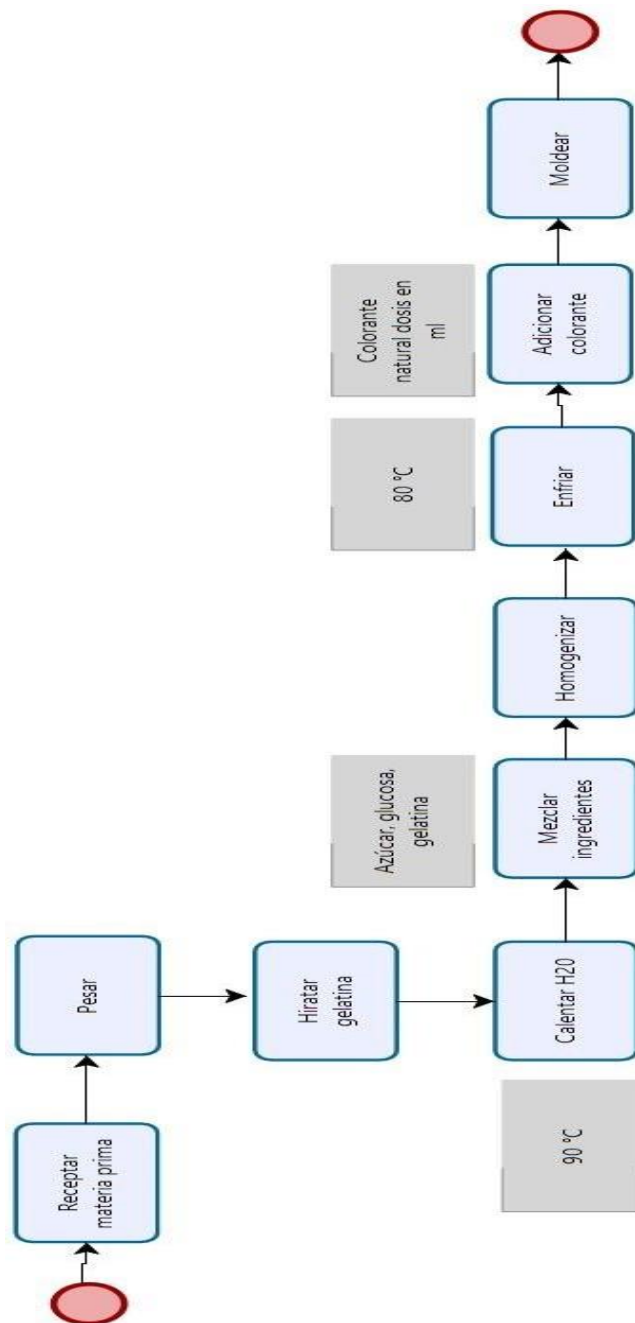 Receptar
materia prima
Pesar
Hiratar
gelatina
90 °C
Calentar H20
Azúcar, glucosa,
gelatina
Mezclar
ingredientes
Homogenizar
80 °C
Enfriar
Colorante
natural dosis en
ml
Adicionar
colorante
Moldear